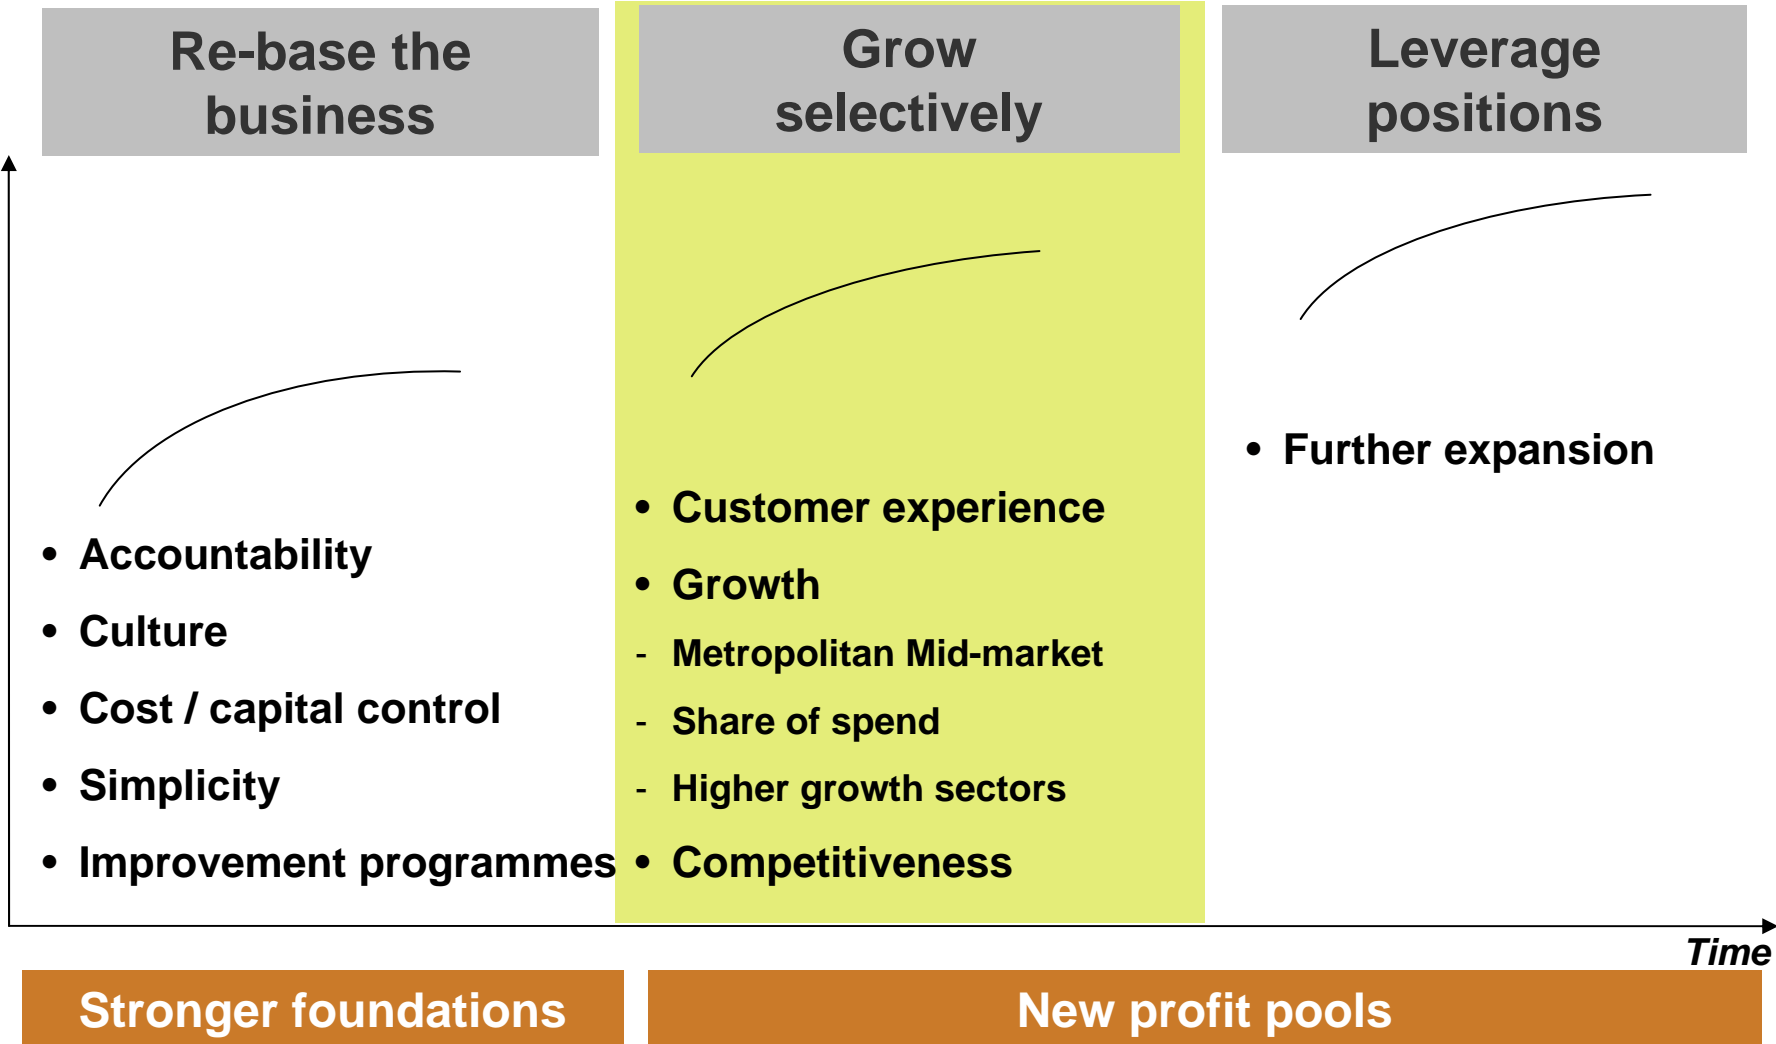 Re-base the
business
Grow
selectively
Leverage
positions
• Accountability
• Culture
• Cost / capital control
• Simplicity
• Improvement programmes
• Customer experience
• Growth
- Metropolitan Mid-market
- Share of spend
- Higher growth sectors
• Competitiveness
• Further expansion
Time
Stronger foundations
New profit pools